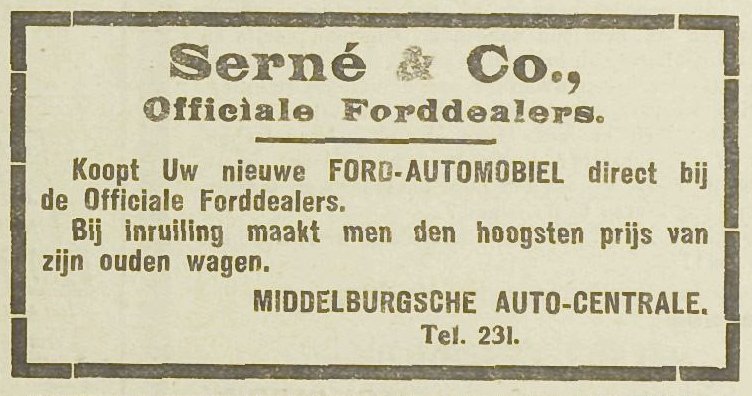 Serné & Co.,
Officiale Forddealers.
Koopt Uw nieuwe FORD-AUTOMOBIEL direct bij
de Officiale Forddealers.
Bij inruiling maakt men den hoogsten prijs van
zijn ouden wagen.
MIDDELBURGSCHE AUTO-CENTRALE.
Tel. 231.